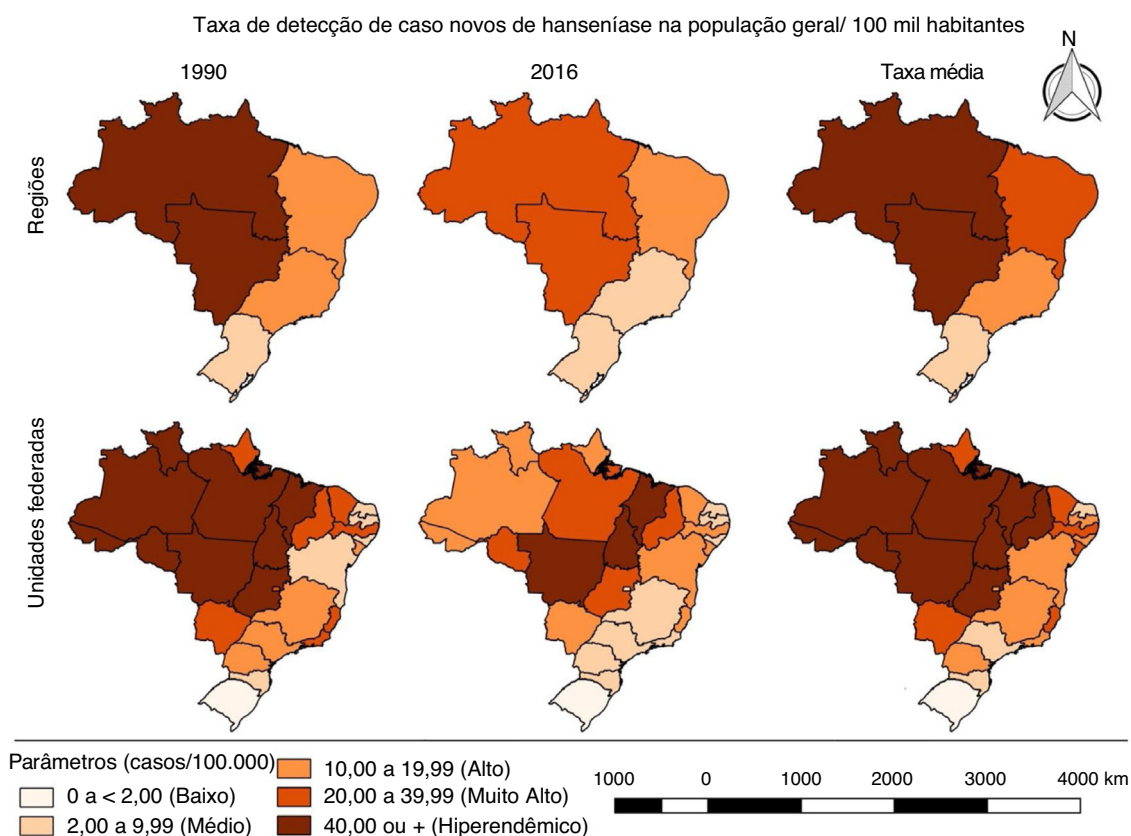 Taxa de detecção de caso novos de hanseníase na população geral/ 100 mil habitantes
N
1990
2016
Taxa média
Regiões
Unidades federadas
Parâmetros (casos/100.000)
0 a < 2,00 (Baixo)
2,00 a 9,99 (Médio)
10,00 a 19,99 (Alto)
20,00 a 39,99 (Muito Alto)
40,00 ou + (Hiperendêmico)
1000 0 1000 2000 3000 4000 km